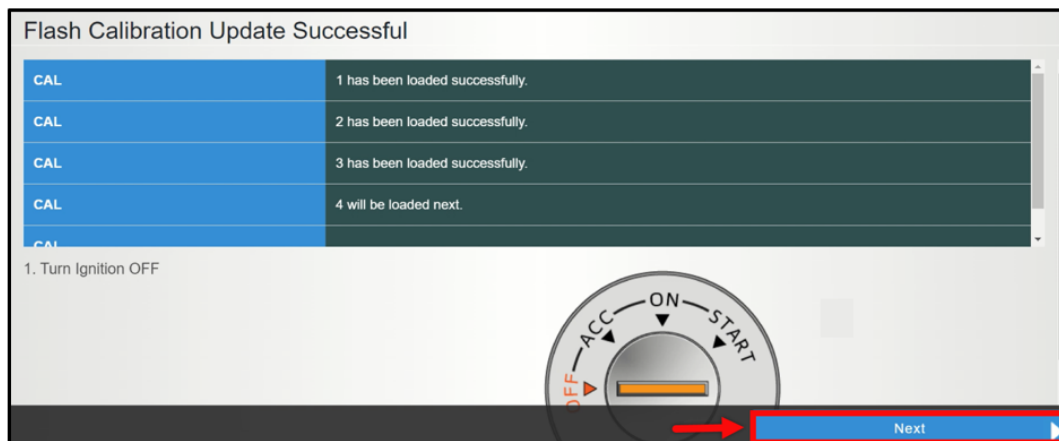 Flash Calibration Update Successful
CAL 1 has been loaded successfully.
CAL 2 has been loaded successfully.
CAL 3 has been loaded successfully.
CAL 4 will be loaded next.
CAL
1. Turn Ignition OFF
OFF ACC ON START
Next